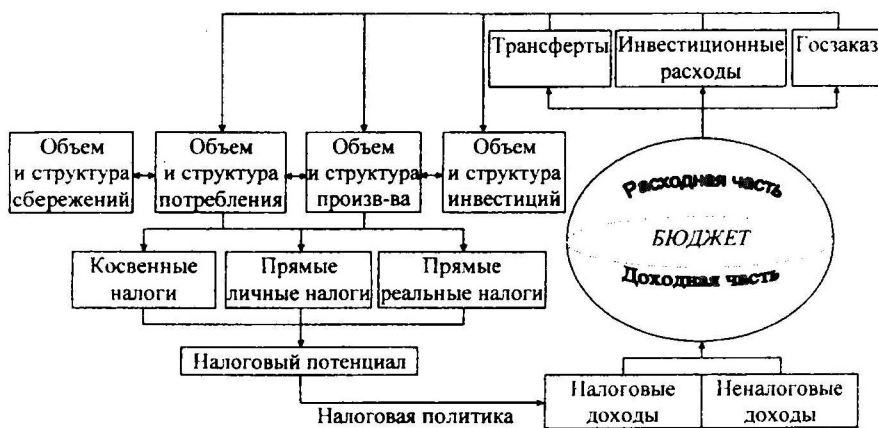 Трансферты
Инвестиционные
расходы
Госзаказ
Объем
и структура
сбережений
Объем
и структура
потребления
Объем
и структура
произв-ва
Объем
и структура
инвестиций
Расходная часть
БЮДЖЕТ
Доходная часть
Косвенные
налоги
Прямые
личные налоги
Прямые
реальные налоги
Налоговый потенциал
Налоговая политика
Налоговые
доходы
Неналоговые
доходы